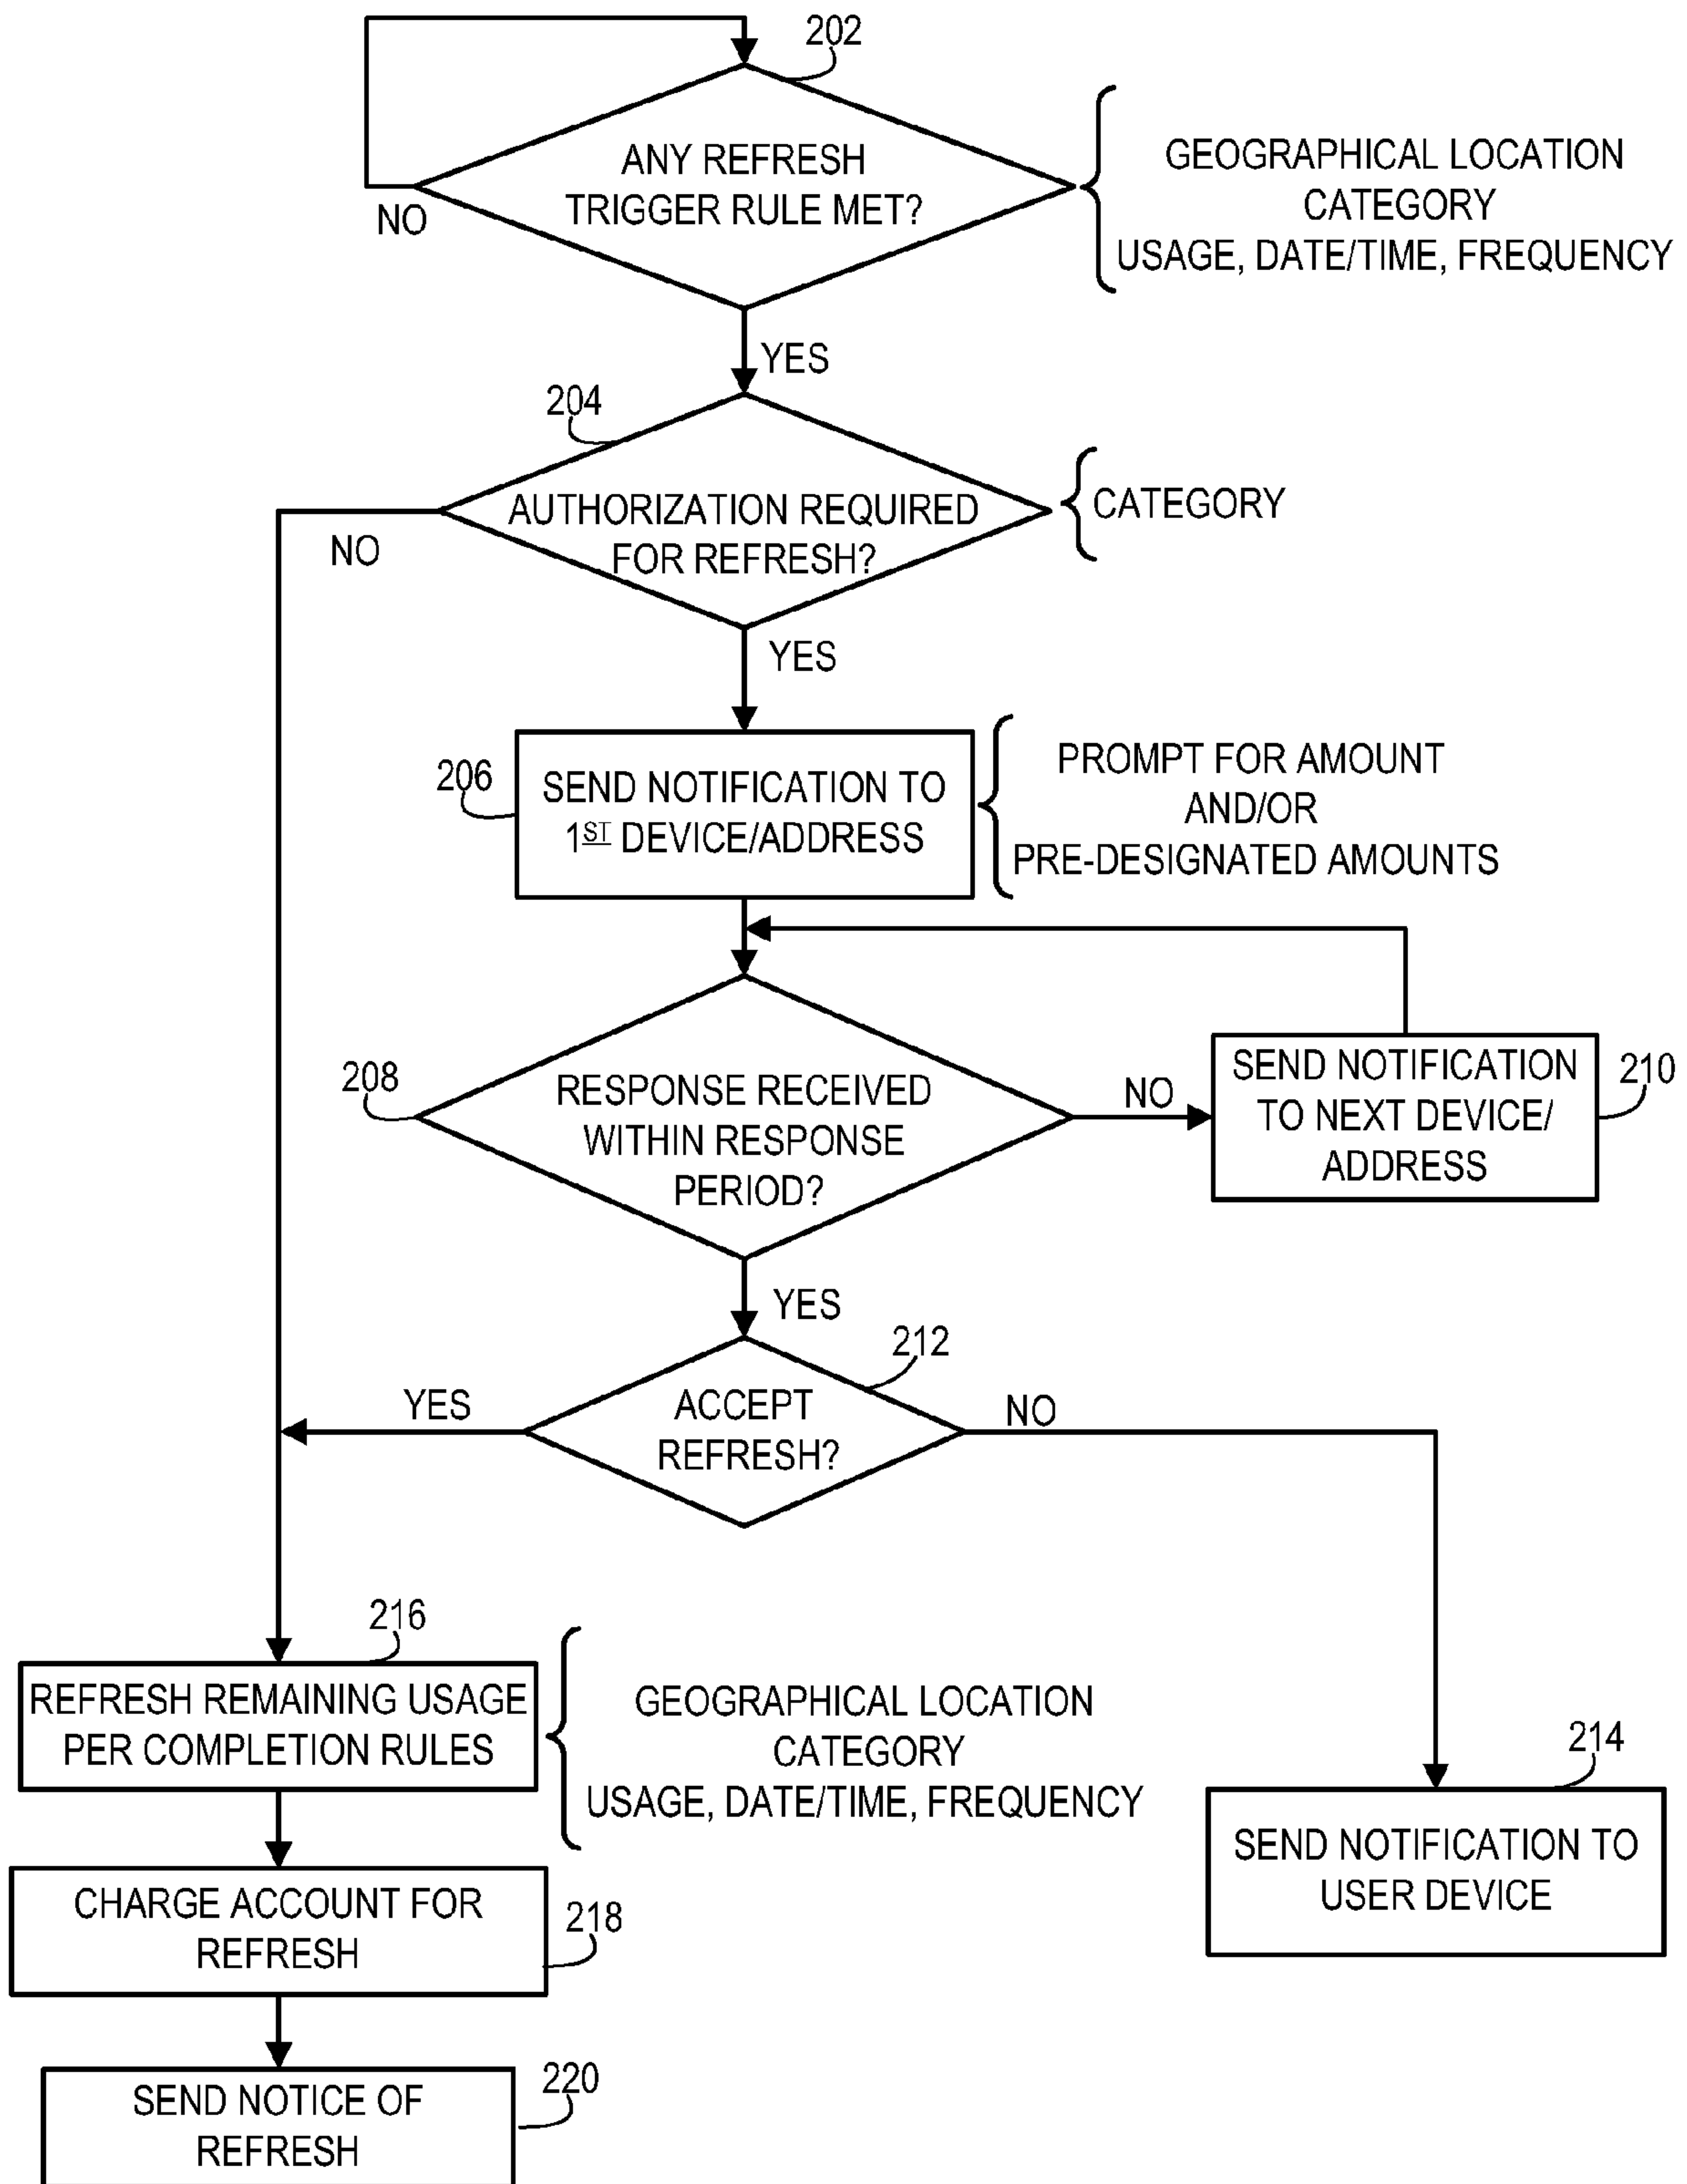 202
ANY REFRESH
TRIGGER RULE MET?
GEOGRAPHICAL LOCATION
CATEGORY
USAGE, DATE/TIME, FREQUENCY
NO
YES
204
AUTHORIZATION REQUIRED
FOR REFRESH?
CATEGORY
NO
YES
206
SEND NOTIFICATION TO
1ST DEVICE/ADDRESS
PROMPT FOR AMOUNT
AND/OR
PRE-DESIGNATED AMOUNTS
208
RESPONSE RECEIVED
WITHIN RESPONSE
PERIOD?
NO
SEND NOTIFICATION
TO NEXT DEVICE/
ADDRESS
210
YES
212
ACCEPT
REFRESH?
YES
NO
216
REFRESH REMAINING USAGE
PER COMPLETION RULES
GEOGRAPHICAL LOCATION
CATEGORY
USAGE, DATE/TIME, FREQUENCY
214
SEND NOTIFICATION TO
USER DEVICE
CHARGE ACCOUNT FOR
REFRESH
218
SEND NOTICE OF
REFRESH
220